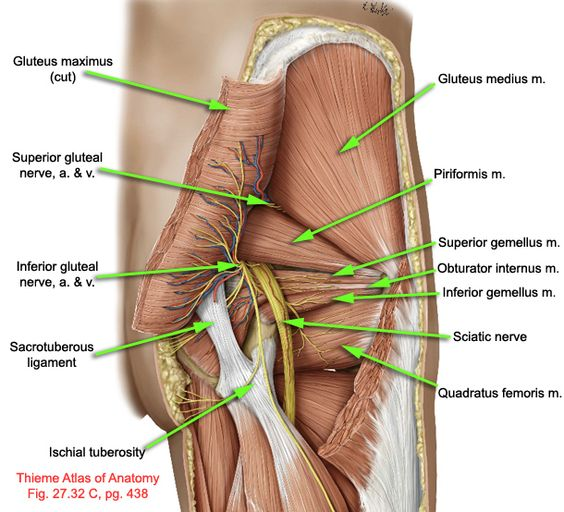 Gluteus maximus
(cut)
Gluteus medius m.
Superior gluteal
nerve, a. & v.
Piriformis m.
Superior gemellus m.
Inferior gluteal
nerve, a. & v.
Obturator internus m.
Inferior gemellus m.
Sacrotuberous
ligament
Sciatic nerve
Quadratus femoris m.
Ischial tuberosity
Thieme Atlas of Anatomy
Fig. 27.32 C, pg. 438